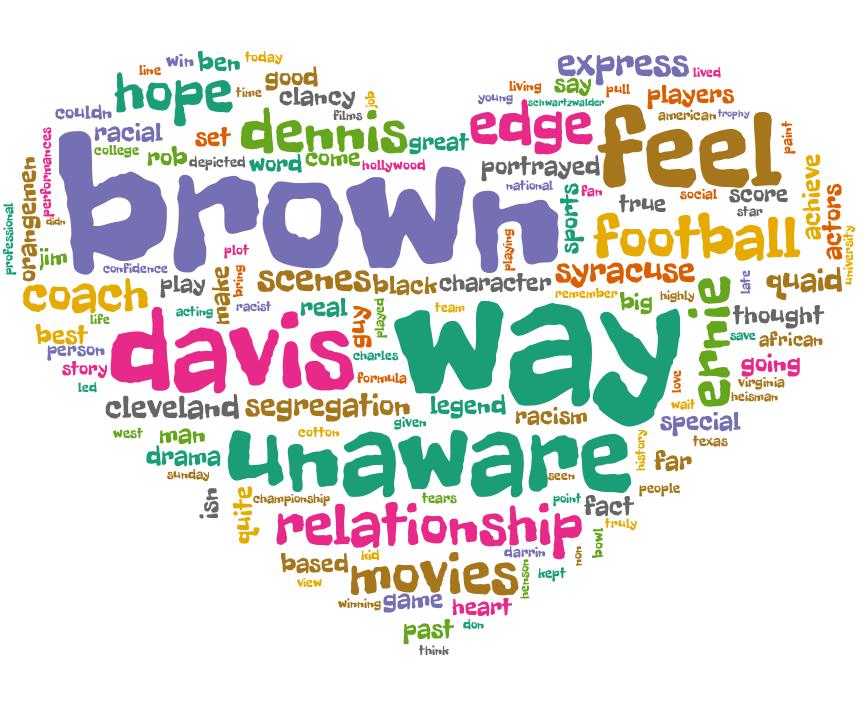 win
ben
today
line
hope
time
good
clancy
job
films
couldn
racial
college
rob
set
depicted
dennis
word
come
great
hollywood
express
lived
living
say
pull
young
schwartzwalder
players
american
trophy
edge
feel
portrayed
national
fan
sports
true
social
score
star
paint
achieve
actors
university
performances
orangemen
didn
professional
jim
brown
confidence
plot
playing
football
coach
life
play
make
bring
scenes
black
character
syracuse
remember
big
highly
ernie
late
quaid
thought
save
african
best
person
story
led
acting
racist
real
guy
played
team
charles
formula
davis
way
love
wait
going
virginia
heisman
cleveland
segregation
legend
given
racism
special
texas
west
man
drama
sunday
cotton
unaware
seen
history
far
people
isn
quite
championship
tears
point
fact
truly
relationship
darrin
non
bowl
based
kid
view
movies
henson
kept
winning
game
heart
past
don
think